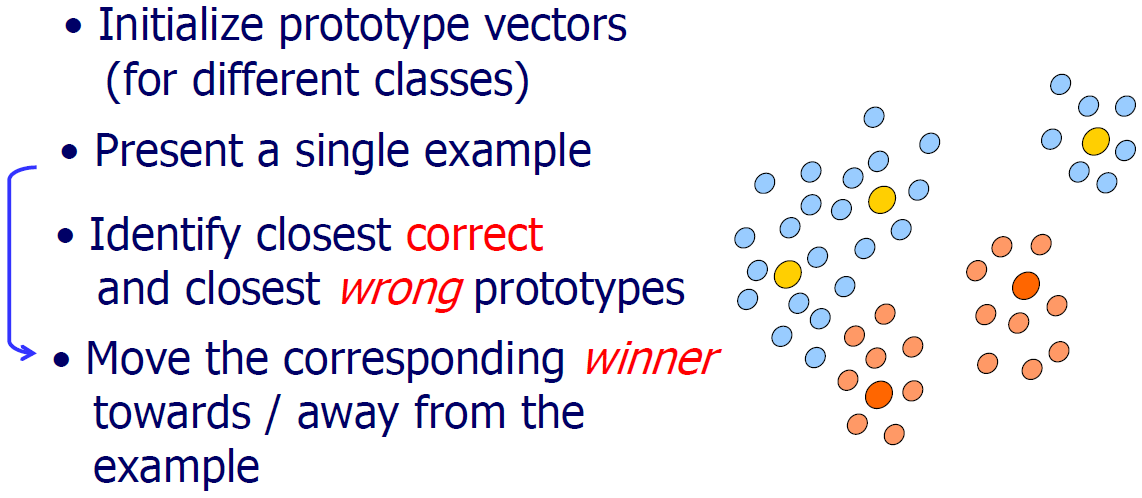 • Initialize prototype vectors
(for different classes)
• Present a single example
• Identify closest correct
and closest wrong prototypes
• Move the corresponding winner
towards / away from the
example